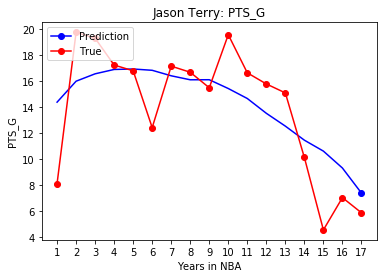 Jason Terry: PTS_G
Prediction
True
PTS_G
20
18
16
14
12
10
8
6
4
1 2 3 4 5 6 7 8 9 10 11 12 13 14 15 16 17
Years in NBA